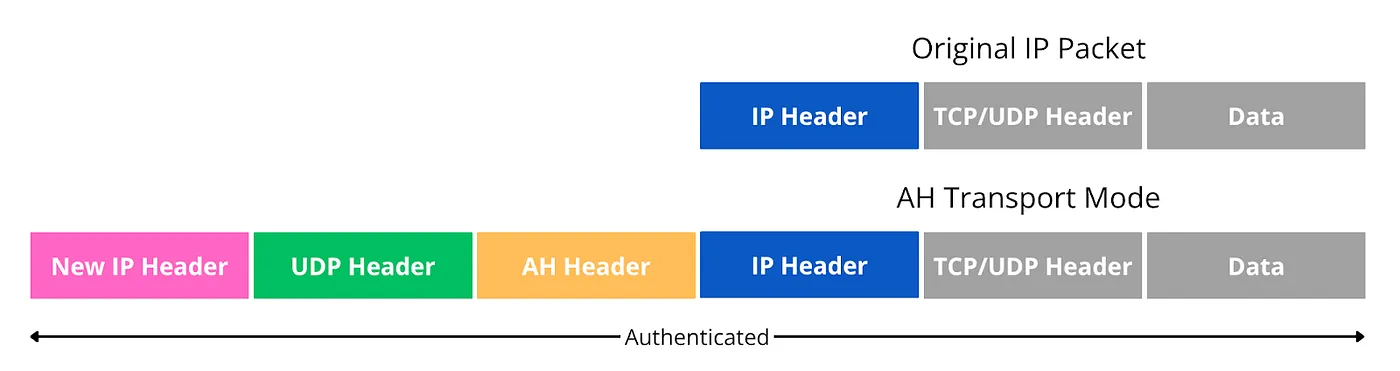 Original IP Packet
IP Header TCP/UDP Header Data
AH Transport Mode
New IP Header UDP Header AH Header IP Header TCP/UDP Header Data
Authenticated